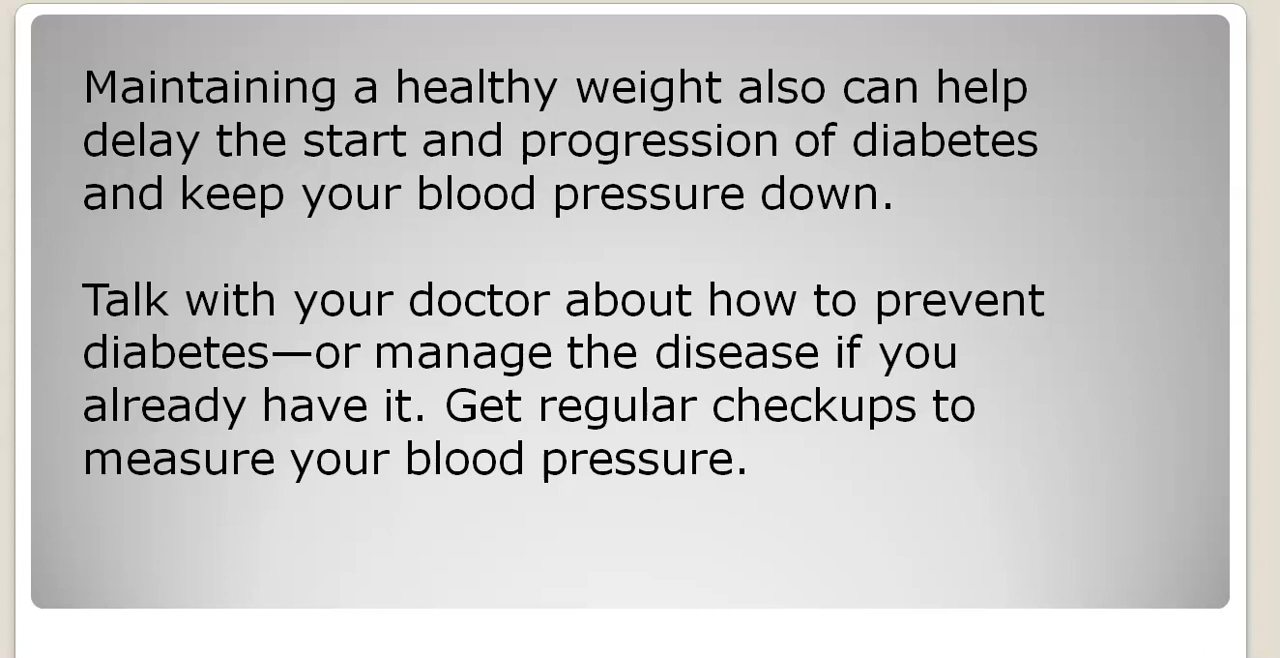 Maintaining a healthy weight also can help
delay the start and progression of diabetes
and keep your blood pressure down.
Talk with your doctor about how to prevent
diabetes—or manage the disease if you
already have it. Get regular checkups to
measure your blood pressure.